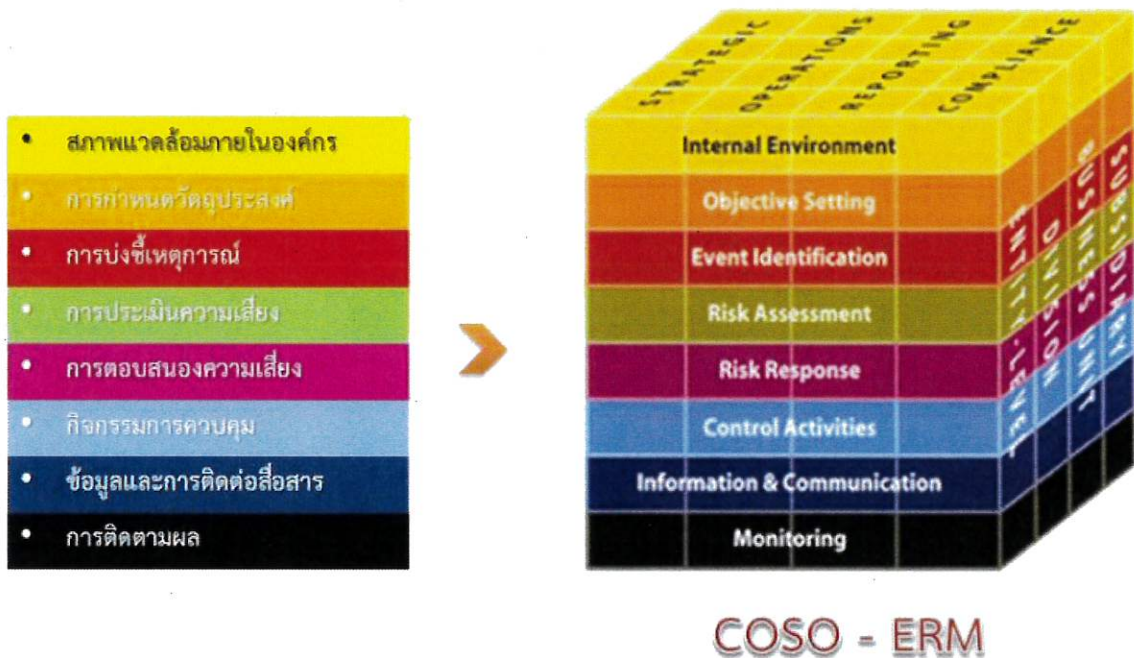 • สภาพแวดล้อมภายในองค์กร
• การกำหนดวัตถุประสงค์
• การบ่งชี้เหตุการณ์
• การประเมินความเสี่ยง
• การตอบสนองความเสี่ยง
• กิจกรรมการควบคุม
• ข้อมูลและการติดต่อสื่อสาร
• การติดตามผล
STRATEGIC
OPERATIONS
REPORTING
COMPLIANCE
Internal Environment
Objective Setting
Event Identification
Risk Assessment
Risk Response
Control Activities
Information & Communication
Monitoring
ENTITY-LEVEL
DIVISION
BUSINESS UNIT
SUBSIDIARY
COSO - ERM